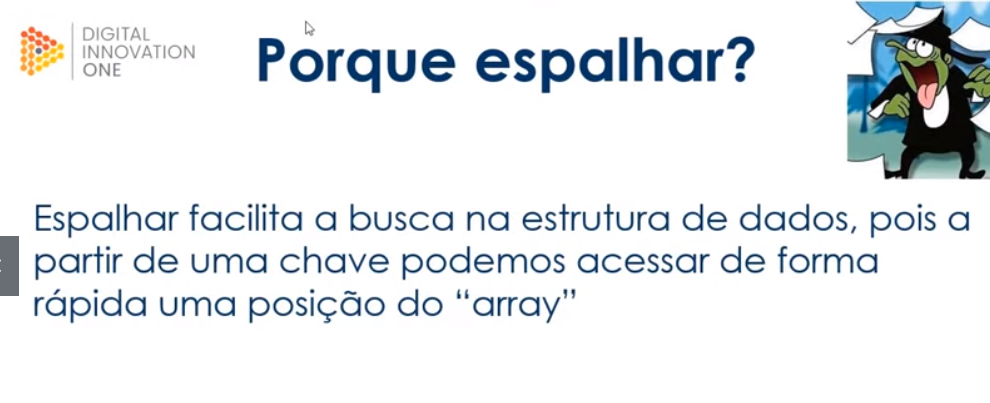 DIGITAL
INNOVATION
ONE
Porque espalhar?
Espalhar facilita a busca na estrutura de dados, pois a
partir de uma chave podemos acessar de forma
rápida uma posição do “array”